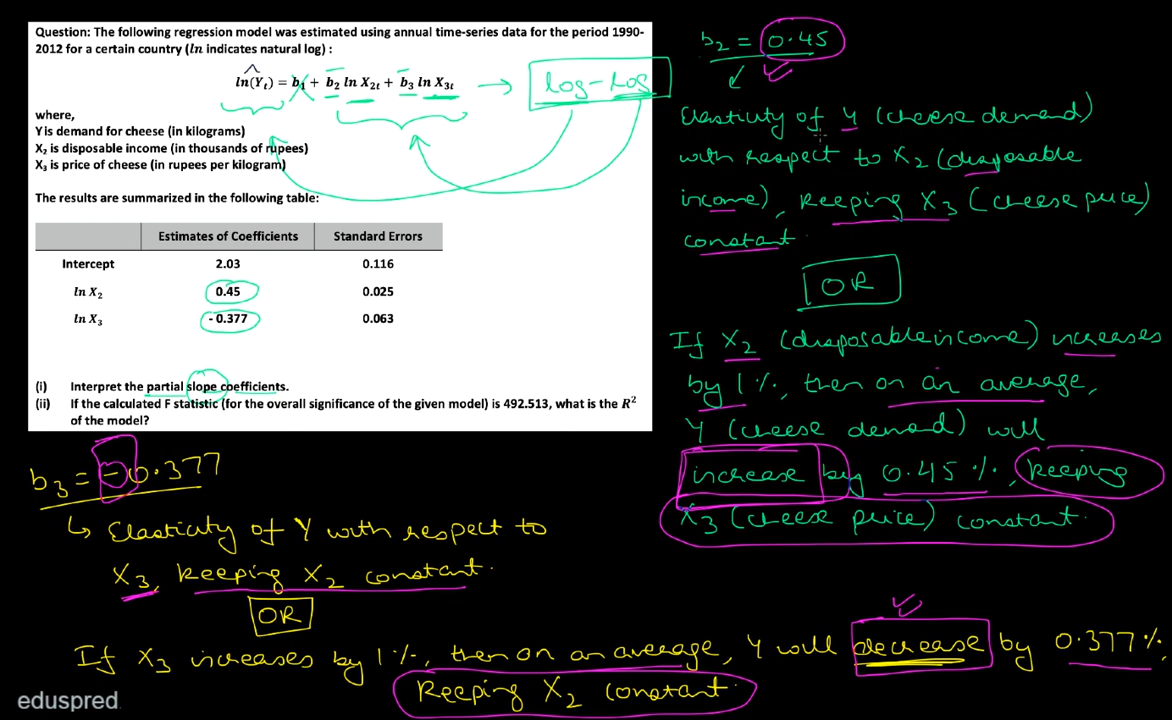 Question: The following regression model was estimated using annual time-series data for the period 1990-
2012 for a certain country (ln indicates natural log) :
ln(Yₜ) = b₁ + b₂ ln X₂ₜ + b₃ ln X₃ₜ → log-log
where,
Y is demand for cheese (in kilograms)
X₂ is disposable income (in thousands of rupees)
X₃ is price of cheese (in rupees per kilogram)
The results are summarized in the following table:
Estimates of Coefficients Standard Errors
Intercept 2.03 0.116
ln X₂ 0.45 0.025
ln X₃ - 0.377 0.063
(i) Interpret the partial slope coefficients.
(ii) If the calculated F statistic (for the overall significance of the given model) is 492.513, what is the R²
of the model?
b₂ = 0.45
Elasticity of Y (cheese demand)
with respect to X₂ (disposable
income), keeping X₃ (cheese price)
constant.
OR
If X₂ (disposable income) increases
by 1%, then on an average,
Y (cheese demand) will
increase by 0.45%, keeping
X₃ (cheese price) constant.
b₃ = -0.377
↳ Elasticity of Y with respect to
X₃, keeping X₂ constant.
OR
If X₃ increases by 1%, then on an average, Y will decrease by 0.377%,
keeping X₂ constant.
eduspred